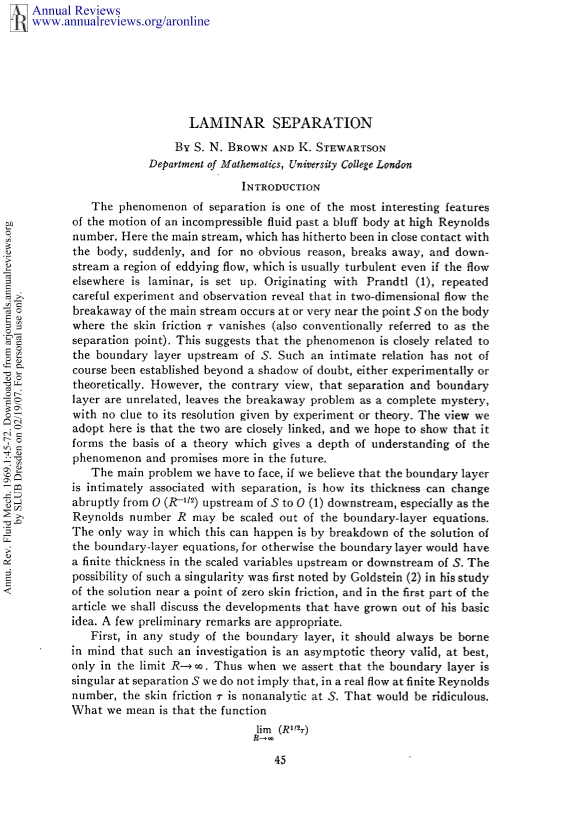 Annual Reviews
www.annualreviews.org/aronline
LAMINAR SEPARATION
By S. N. Brown and K. Stewartson
Department of Mathematics, University College London
Introduction
The phenomenon of separation is one of the most interesting features
of the motion of an incompressible fluid past a bluff body at high Reynolds
number. Here the main stream, which has hitherto been in close contact with
the body, suddenly, and for no obvious reason, breaks away, and down-
stream a region of eddying flow, which is usually turbulent even if the flow
elsewhere is laminar, is set up. Originating with Prandtl (1), repeated
careful experiment and observation reveal that in two-dimensional flow the
breakaway of the main stream occurs at or very near the point S on the body
where the skin friction τ vanishes (also conventionally referred to as the
separation point). This suggests that the phenomenon is closely related to
the boundary layer upstream of S. Such an intimate relation has not of
course been established beyond a shadow of doubt, either experimentally or
theoretically. However, the contrary view, that separation and boundary
layer are unrelated, leaves the breakaway problem as a complete mystery,
with no clue to its resolution given by experiment or theory. The view we
adopt here is that the two are closely linked, and we hope to show that it
forms the basis of a theory which gives a depth of understanding of the
phenomenon and promises more in the future.
The main problem we have to face, if we believe that the boundary layer
is intimately associated with separation, is how its thickness can change
abruptly from O (R⁻¹/²) upstream of S to O (1) downstream, especially as the
Reynolds number R may be scaled out of the boundary-layer equations.
The only way in which this can happen is by breakdown of the solution of
the boundary-layer equations, for otherwise the boundary layer would have
a finite thickness in the scaled variables upstream or downstream of S. The
possibility of such a singularity was first noted by Goldstein (2) in his study
of the solution near a point of zero skin friction, and in the first part of the
article we shall discuss the developments that have grown out of his basic
idea. A few preliminary remarks are appropriate.
First, in any study of the boundary layer, it should always be borne
in mind that such an investigation is an asymptotic theory valid, at best,
only in the limit R→∞. Thus when we assert that the boundary layer is
singular at separation S we do not imply that, in a real flow at finite Reynolds
number, the skin friction τ is nonanalytic at S. That would be ridiculous.
What we mean is that the function
lim (R¹/²τ)
R→∞
45
Annu. Rev. Fluid Mech. 1969.1:45-72. Downloaded from arjournals.annualreviews.org
by SLUB Dresden on 02/19/07. For personal use only.